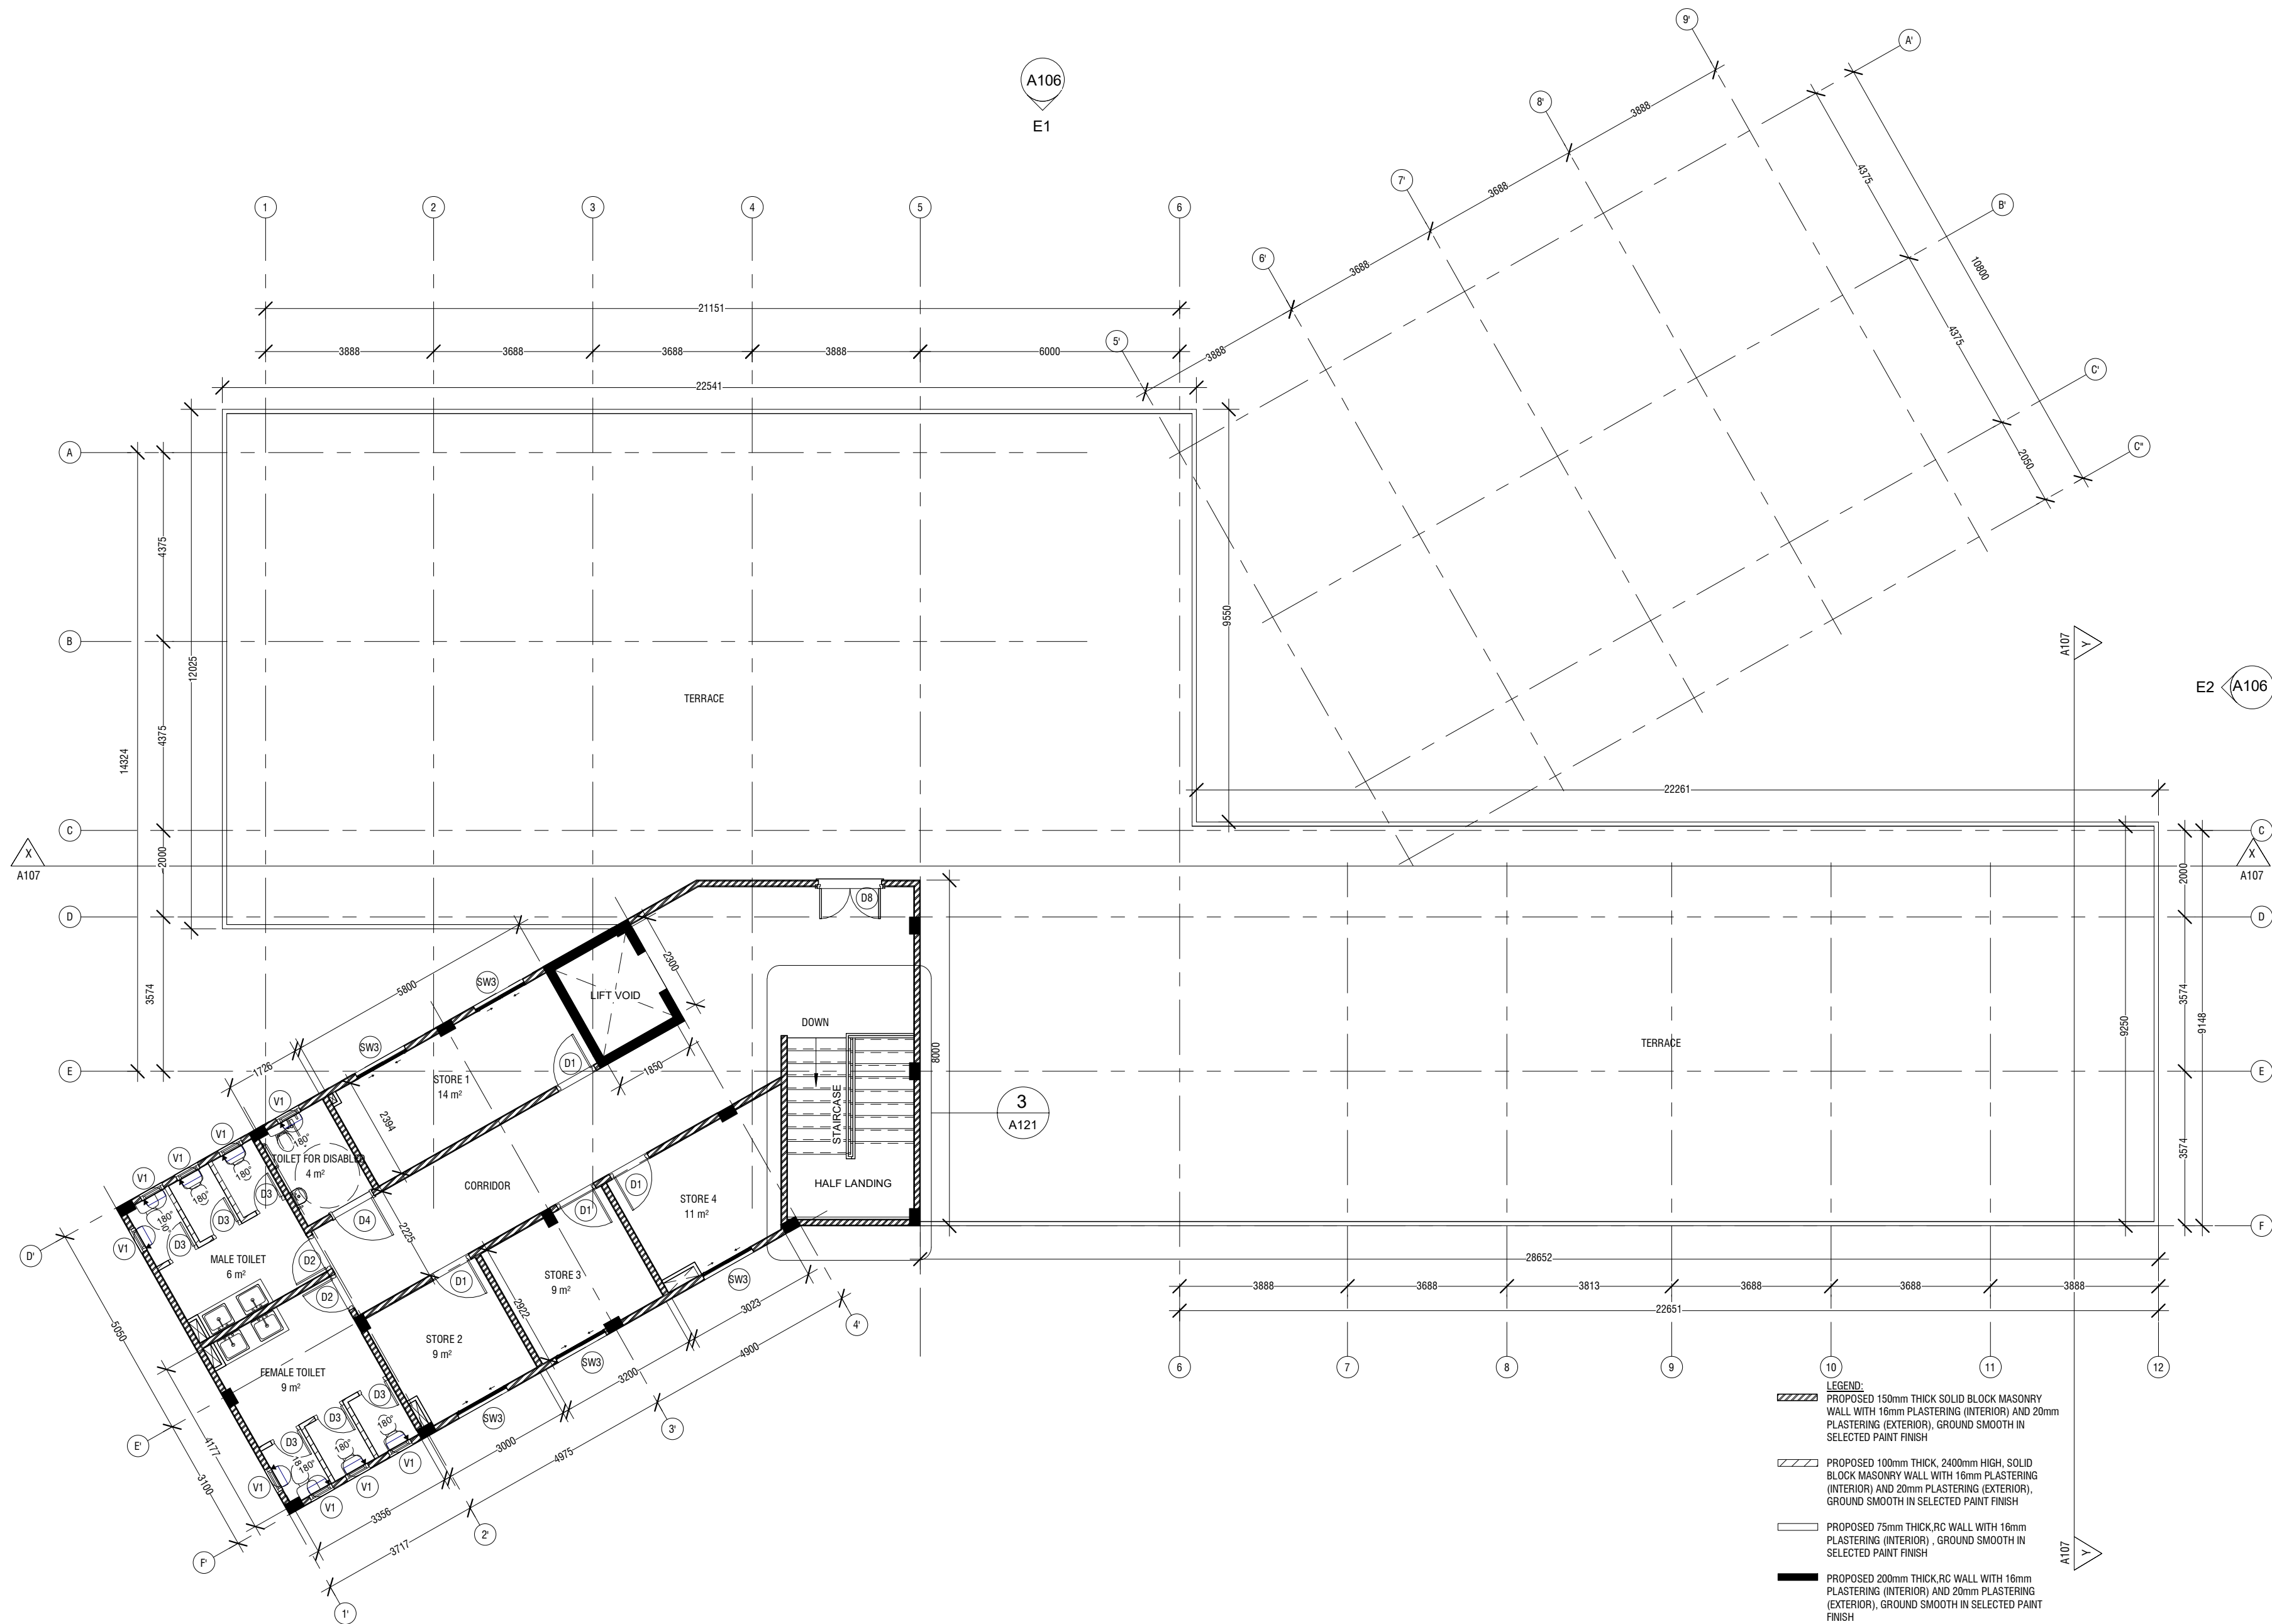 9'
A'
A106
E1
8'
3888
4375
7'
3688
B'
1
2
3
4
5
6
6'
3688
10800
21151
5'
3888
4375
3888
3688
3688
3888
6000
22541
C'
C"
2050
A
4375
12025
9550
B
A107
Y
E2
A106
TERRACE
4375
14324
22261
C
C
X
A107
2000
2000
9148
X
A107
D8
D
D
SW3
2300
5800
LIFT VOID
DOWN
3574
3574
9250
TERRACE
8000
SW3
D1
1850
1726
E
E
STORE 1
14 m²
3
A121
V1
2394
STAIRCASE
V1
180°
TOILET FOR DISABLED
4 m²
V1
V1
180°
180°
180°
D3
CORRIDOR
HALF LANDING
D3
D4
D1
STORE 4
11 m²
D1
3574
F
V1
D3
2225
D'
MALE TOILET
6 m²
D2
D1
STORE 3
9 m²
SW3
28652
D2
2922
3023
3888
3688
3813
3688
3688
3888
22651
5050
STORE 2
9 m²
4'
4900
SW3
3200
6
7
8
9
10
11
12
FEMALE TOILET
9 m²
D3
D3
180°
SW3
3'
E'
4177
D3
180°
180°
V1
3000
4975
V1
V1
V1
3100
3356
2'
3717
F'
1'
LEGEND:
PROPOSED 150mm THICK SOLID BLOCK MASONRY
WALL WITH 16mm PLASTERING (INTERIOR) AND 20mm
PLASTERING (EXTERIOR), GROUND SMOOTH IN
SELECTED PAINT FINISH
PROPOSED 100mm THICK, 2400mm HIGH, SOLID
BLOCK MASONRY WALL WITH 16mm PLASTERING
(INTERIOR) AND 20mm PLASTERING (EXTERIOR),
GROUND SMOOTH IN SELECTED PAINT FINISH
PROPOSED 75mm THICK,RC WALL WITH 16mm
PLASTERING (INTERIOR) , GROUND SMOOTH IN
SELECTED PAINT FINISH
A107
Y
PROPOSED 200mm THICK,RC WALL WITH 16mm
PLASTERING (INTERIOR) AND 20mm PLASTERING
(EXTERIOR), GROUND SMOOTH IN SELECTED PAINT
FINISH